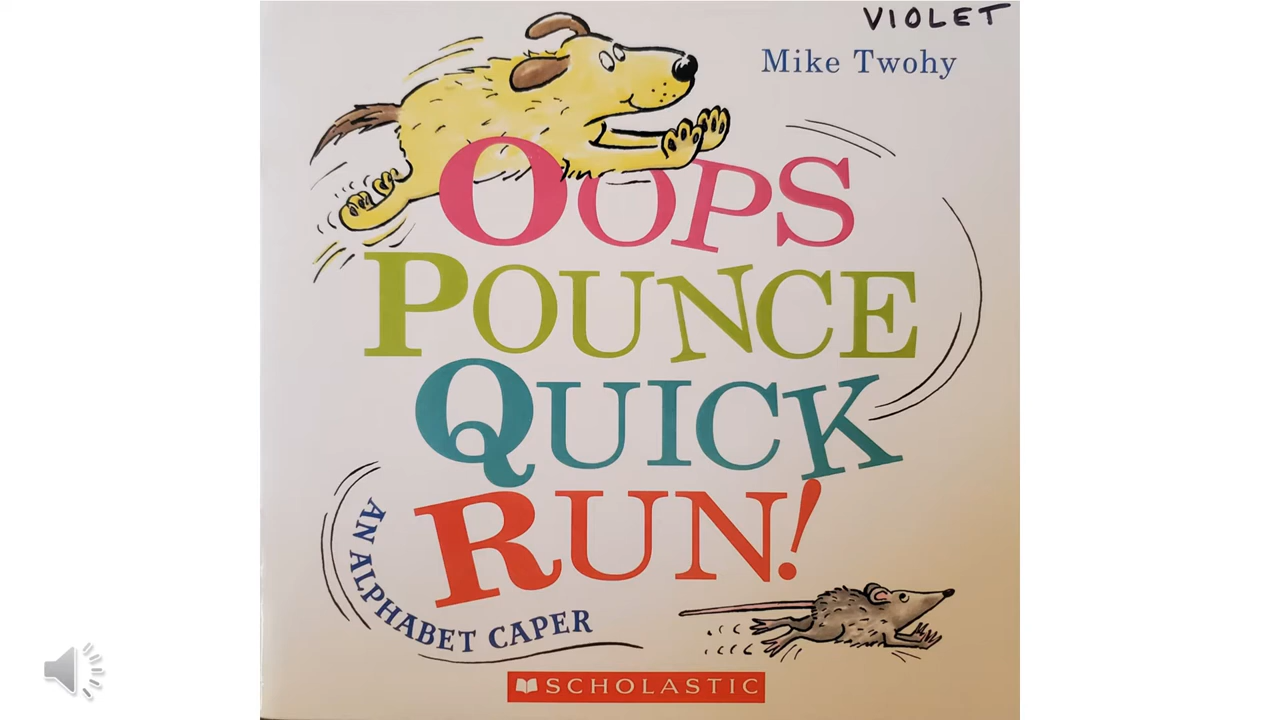 VIOLET
Mike Twohy
OOPS
POUNCE
QUICK
RUN!
AN ALPHABET CAPER
SCHOLASTIC